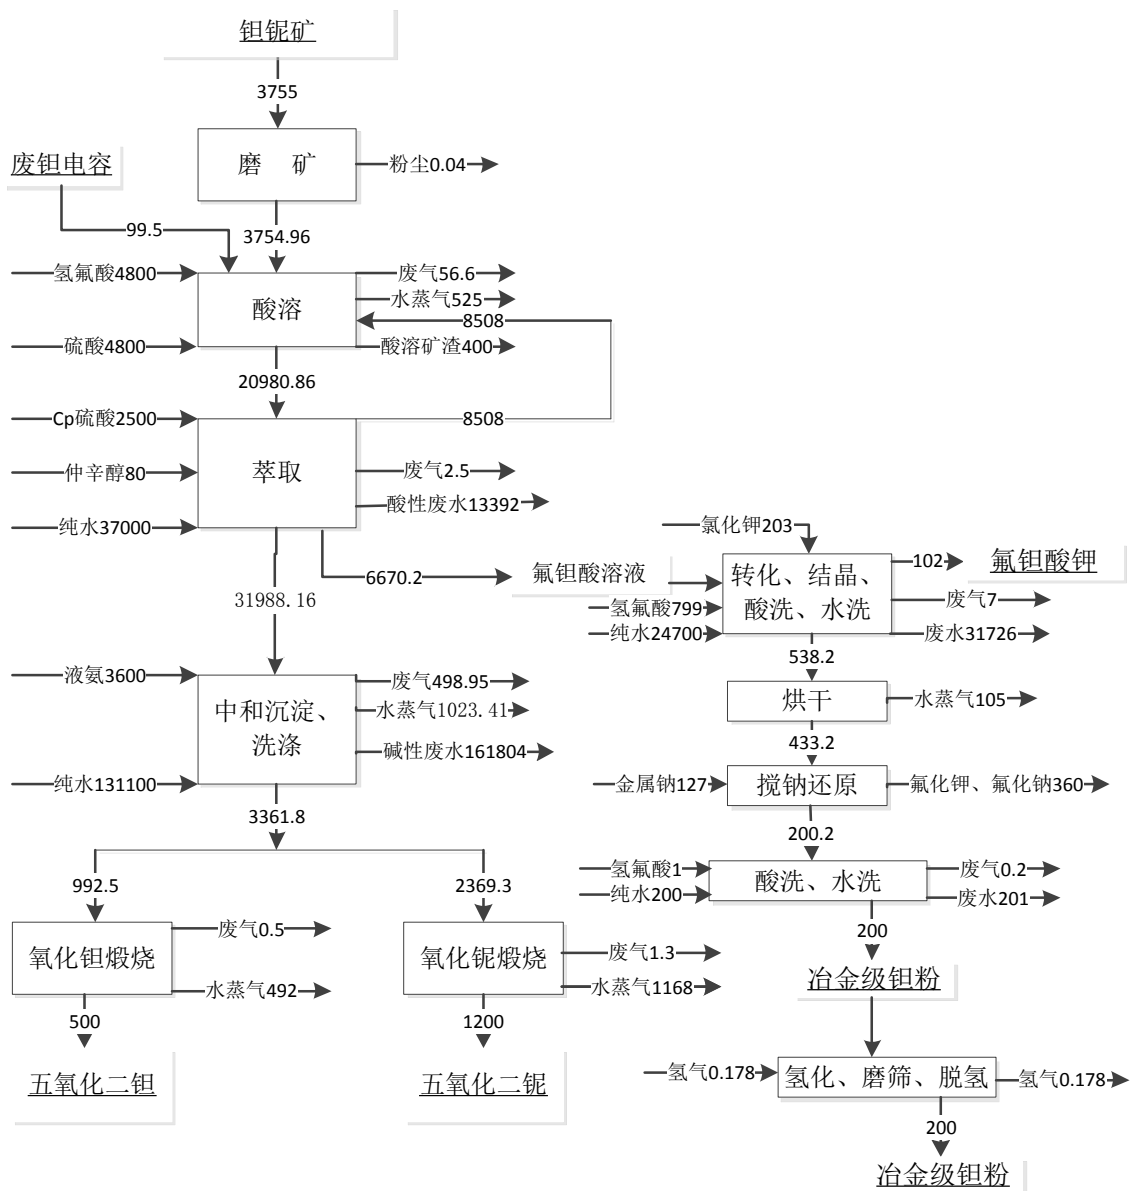 钽铌矿
3755
磨 矿
粉尘0.04
废钽电容
99.5
3754.96
氢氟酸4800
硫酸4800
酸溶
废气56.6
水蒸气525
8508
酸溶矿渣400
20980.86
Cp硫酸2500
仲辛醇80
纯水37000
萃取
8508
废气2.5
酸性废水13392
6670.2
氟钽酸溶液
31988.16
液氨3600
纯水131100
中和沉淀、
洗涤
废气498.95
水蒸气1023.41
碱性废水161804
3361.8
992.5
2369.3
氧化钽煅烧
废气0.5
水蒸气492
500
五氧化二钽
氧化铌煅烧
废气1.3
水蒸气1168
1200
五氧化二铌
氯化钾203
氢氟酸799
纯水24700
转化、结晶、
酸洗、水洗
102
氟钽酸钾
废气7
废水31726
538.2
烘干
水蒸气105
433.2
金属钠127
搅钠还原
氟化钾、氟化钠360
200.2
氢氟酸1
纯水200
酸洗、水洗
废气0.2
废水201
200
冶金级钽粉
氢气0.178
氢化、磨筛、脱氢
氢气0.178
200
冶金级钽粉